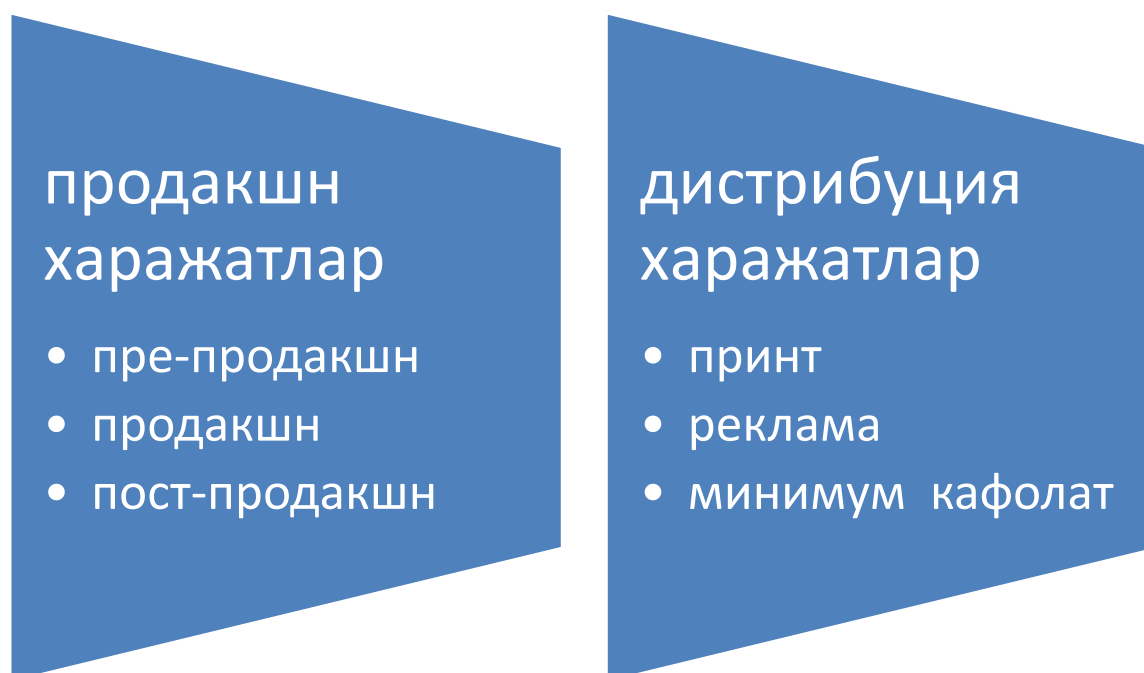 продакшн
харажатлар
• пре-продакшн
• продакшн
• пост-продакшн
дистрибуция
харажатлар
• принт
• реклама
• минимум кафолат